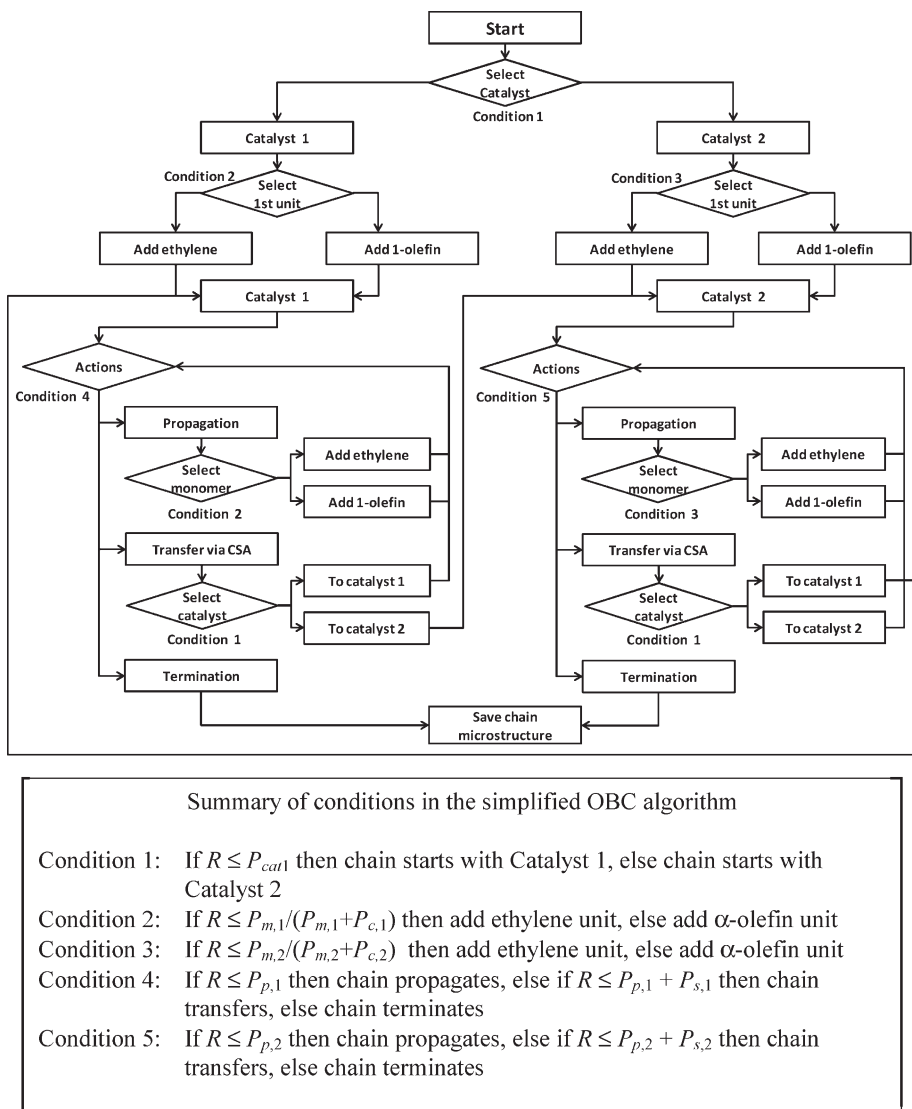 Start
Select
Catalyst
Condition 1
Catalyst 1
Catalyst 2
Condition 2
Select
1st unit
Condition 3
Select
1st unit
Add ethylene
Add 1-olefin
Add ethylene
Add 1-olefin
Catalyst 1
Catalyst 2
Actions
Condition 4
Actions
Condition 5
Propagation
Select
monomer
Condition 2
Add ethylene
Add 1-olefin
Transfer via CSA
Select
catalyst
Condition 1
To catalyst 1
To catalyst 2
Termination
Propagation
Select
monomer
Condition 3
Add ethylene
Add 1-olefin
Transfer via CSA
Select
catalyst
Condition 1
To catalyst 1
To catalyst 2
Termination
Save chain
microstructure
Summary of conditions in the simplified OBC algorithm
Condition 1: If R ≤ P_cat1 then chain starts with Catalyst 1, else chain starts with
Catalyst 2
Condition 2: If R ≤ P_m,1/(P_m,1+P_c,1) then add ethylene unit, else add α-olefin unit
Condition 3: If R ≤ P_m,2/(P_m,2+P_c,2) then add ethylene unit, else add α-olefin unit
Condition 4: If R ≤ P_p,1 then chain propagates, else if R ≤ P_p,1 + P_s,1 then chain
transfers, else chain terminates
Condition 5: If R ≤ P_p,2 then chain propagates, else if R ≤ P_p,2 + P_s,2 then chain
transfers, else chain terminates